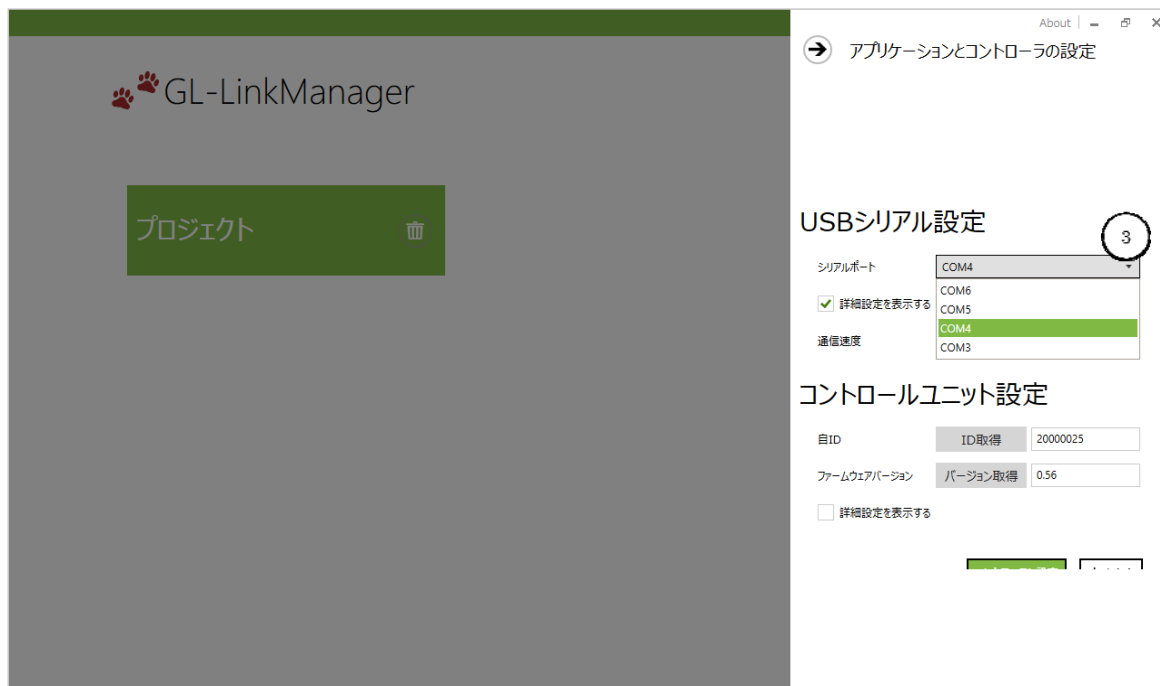 About
アプリケーションとコントローラの設定
GL-LinkManager
プロジェクト
USBシリアル設定
3
シリアルポート
COM4
COM6
詳細設定を表示する
COM5
COM4
通信速度
COM3
コントロールユニット設定
自ID
ID取得
20000025
ファームウェアバージョン
バージョン取得
0.56
詳細設定を表示する